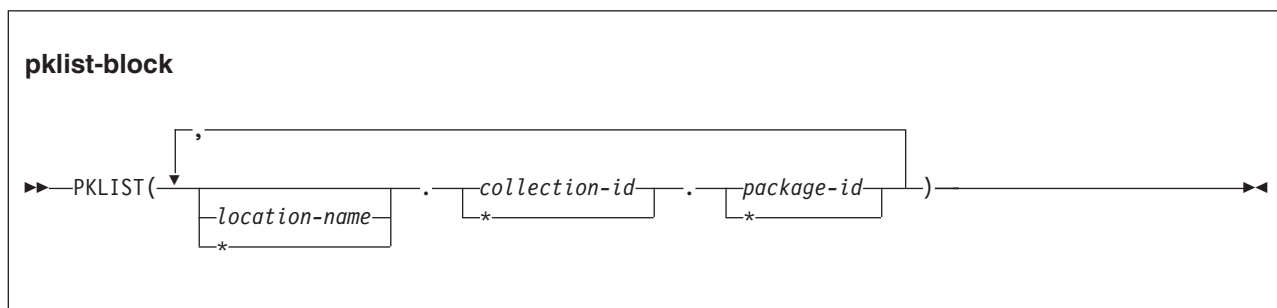 pklist-block
,
►►—PKLIST(—▼—location-name—.—collection-id—.—package-id—)—►◄
* * *